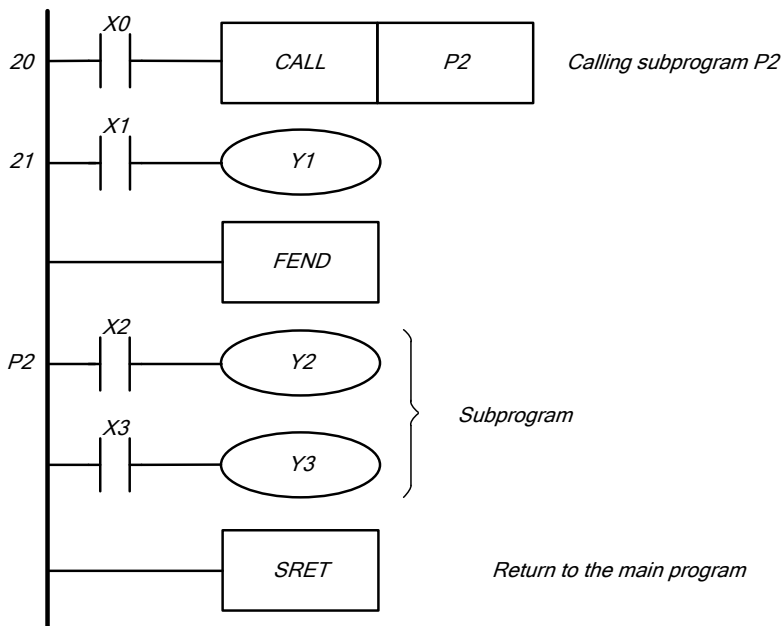 X0
20 CALL P2 Calling subprogram P2
X1
21 Y1
FEND
X2
P2 Y2
Subprogram
X3
Y3
SRET Return to the main program